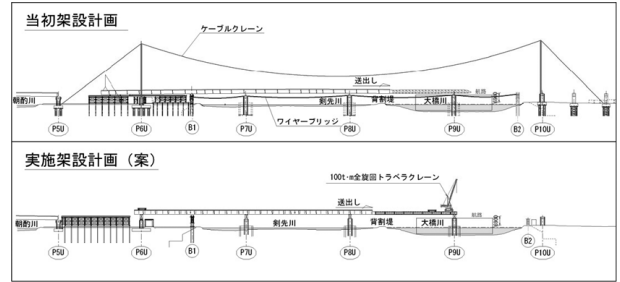 当初架設計画
ケーブルクレーン
送出し
航路
朝酌川
剣先川
背割堤
大橋川
ワイヤーブリッジ
P5U
P6U
B1
P7U
P8U
P9U
B2
P10U
実施架設計画（案）
100t・m全旋回トラベラクレーン
送出し
航路
朝酌川
剣先川
背割堤
大橋川
P5U
P6U
B1
P7U
P8U
P9U
B2
P10U